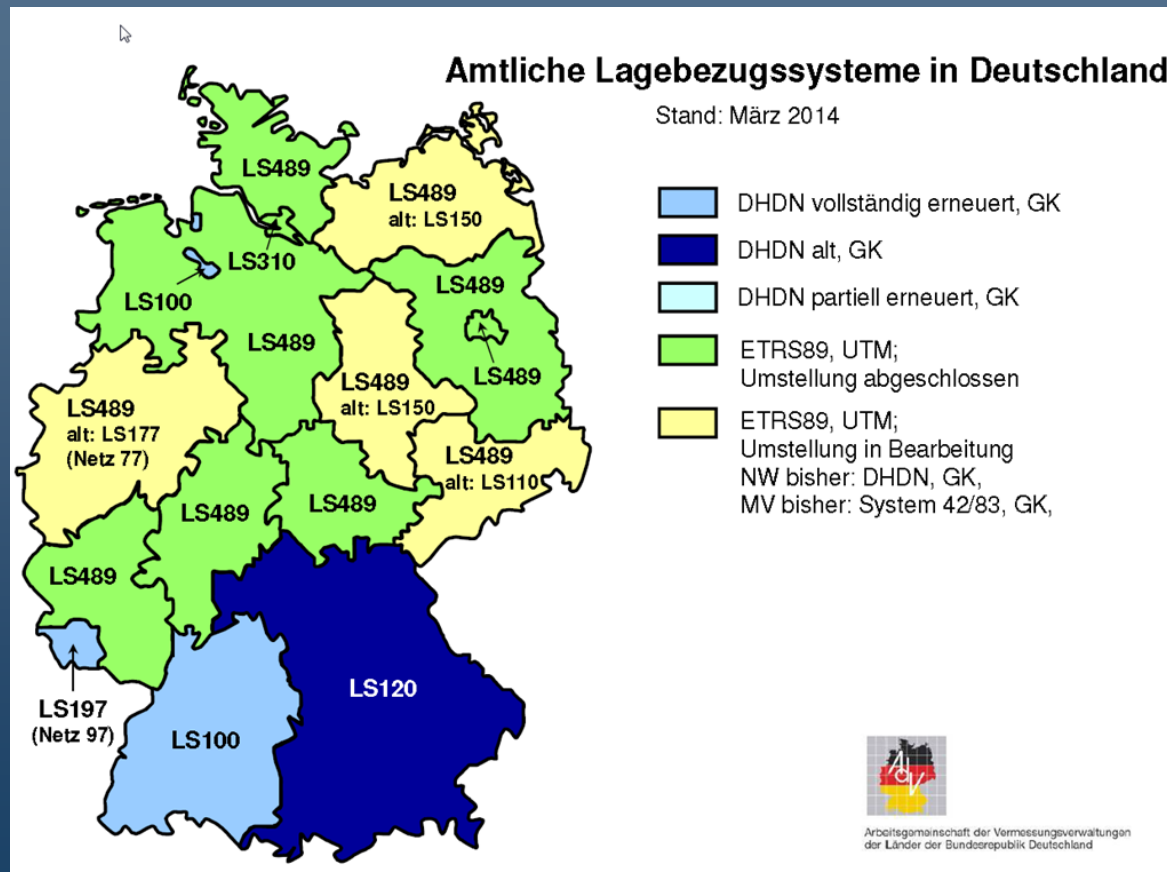 Amtliche Lagebezugssysteme in Deutschland
Stand: März 2014
DHDN vollständig erneuert, GK
DHDN alt, GK
DHDN partiell erneuert, GK
ETRS89, UTM;
Umstellung abgeschlossen
ETRS89, UTM;
Umstellung in Bearbeitung
NW bisher: DHDN, GK,
MV bisher: System 42/83, GK,
LS489
LS489
alt: LS150
LS310
LS100
LS489
LS489
LS489
LS489
alt: LS150
LS489
alt: LS177
(Netz 77)
LS489
alt: LS110
LS489
LS489
LS489
LS197
(Netz 97)
LS100
LS120
AdV
Arbeitsgemeinschaft der Vermessungsverwaltungen
der Länder der Bundesrepublik Deutschland